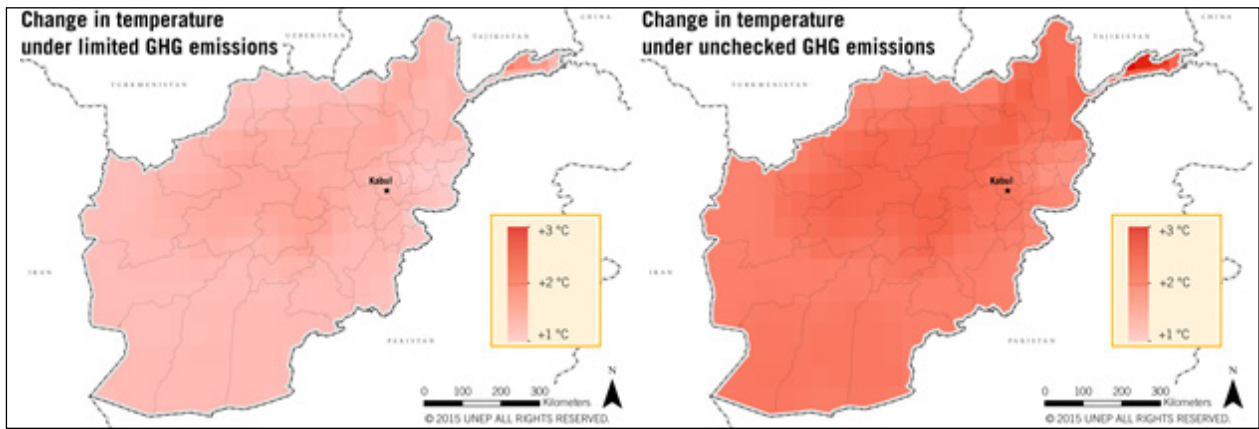 Change in temperature
under limited GHG emissions
UZBEKISTAN
TAJIKISTAN
CHINA
TURKMENISTAN
Kabul
IRAN
PAKISTAN
+3 °C
+2 °C
+1 °C
N
0 100 200 300
Kilometers
© 2015 UNEP ALL RIGHTS RESERVED.
Change in temperature
under unchecked GHG emissions
TAJIKISTAN
CHINA
TURKMENISTAN
Kabul
IRAN
PAKISTAN
+3 °C
+2 °C
+1 °C
N
0 100 200 300
Kilometers
© 2015 UNEP ALL RIGHTS RESERVED.